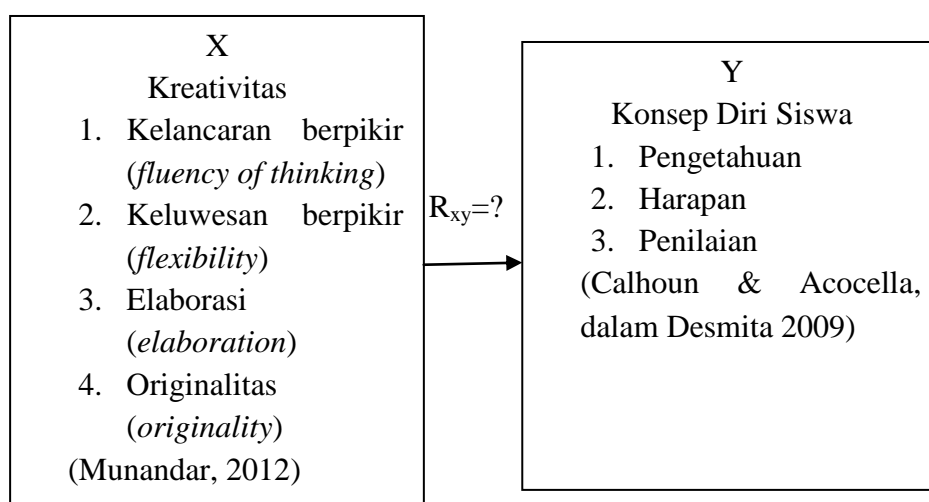 X
Kreativitas
1. Kelancaran berpikir
(fluency of thinking)
2. Keluwesan berpikir
(flexibility)
3. Elaborasi
(elaboration)
4. Originalitas
(originality)
(Munandar, 2012)
Rxy=?
Y
Konsep Diri Siswa
1. Pengetahuan
2. Harapan
3. Penilaian
(Calhoun & Acocella,
dalam Desmita 2009)